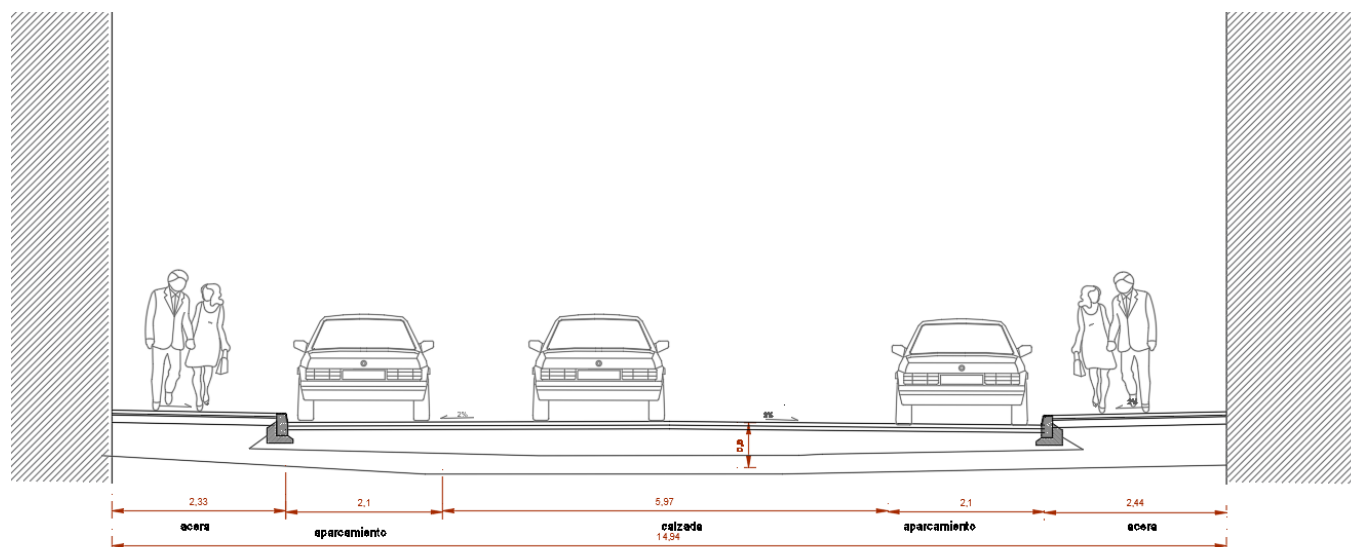 2%
2%
2%
2,33
2,1
5,97
2,1
2,44
acera
aparcamiento
calzada
aparcamiento
acera
14,94